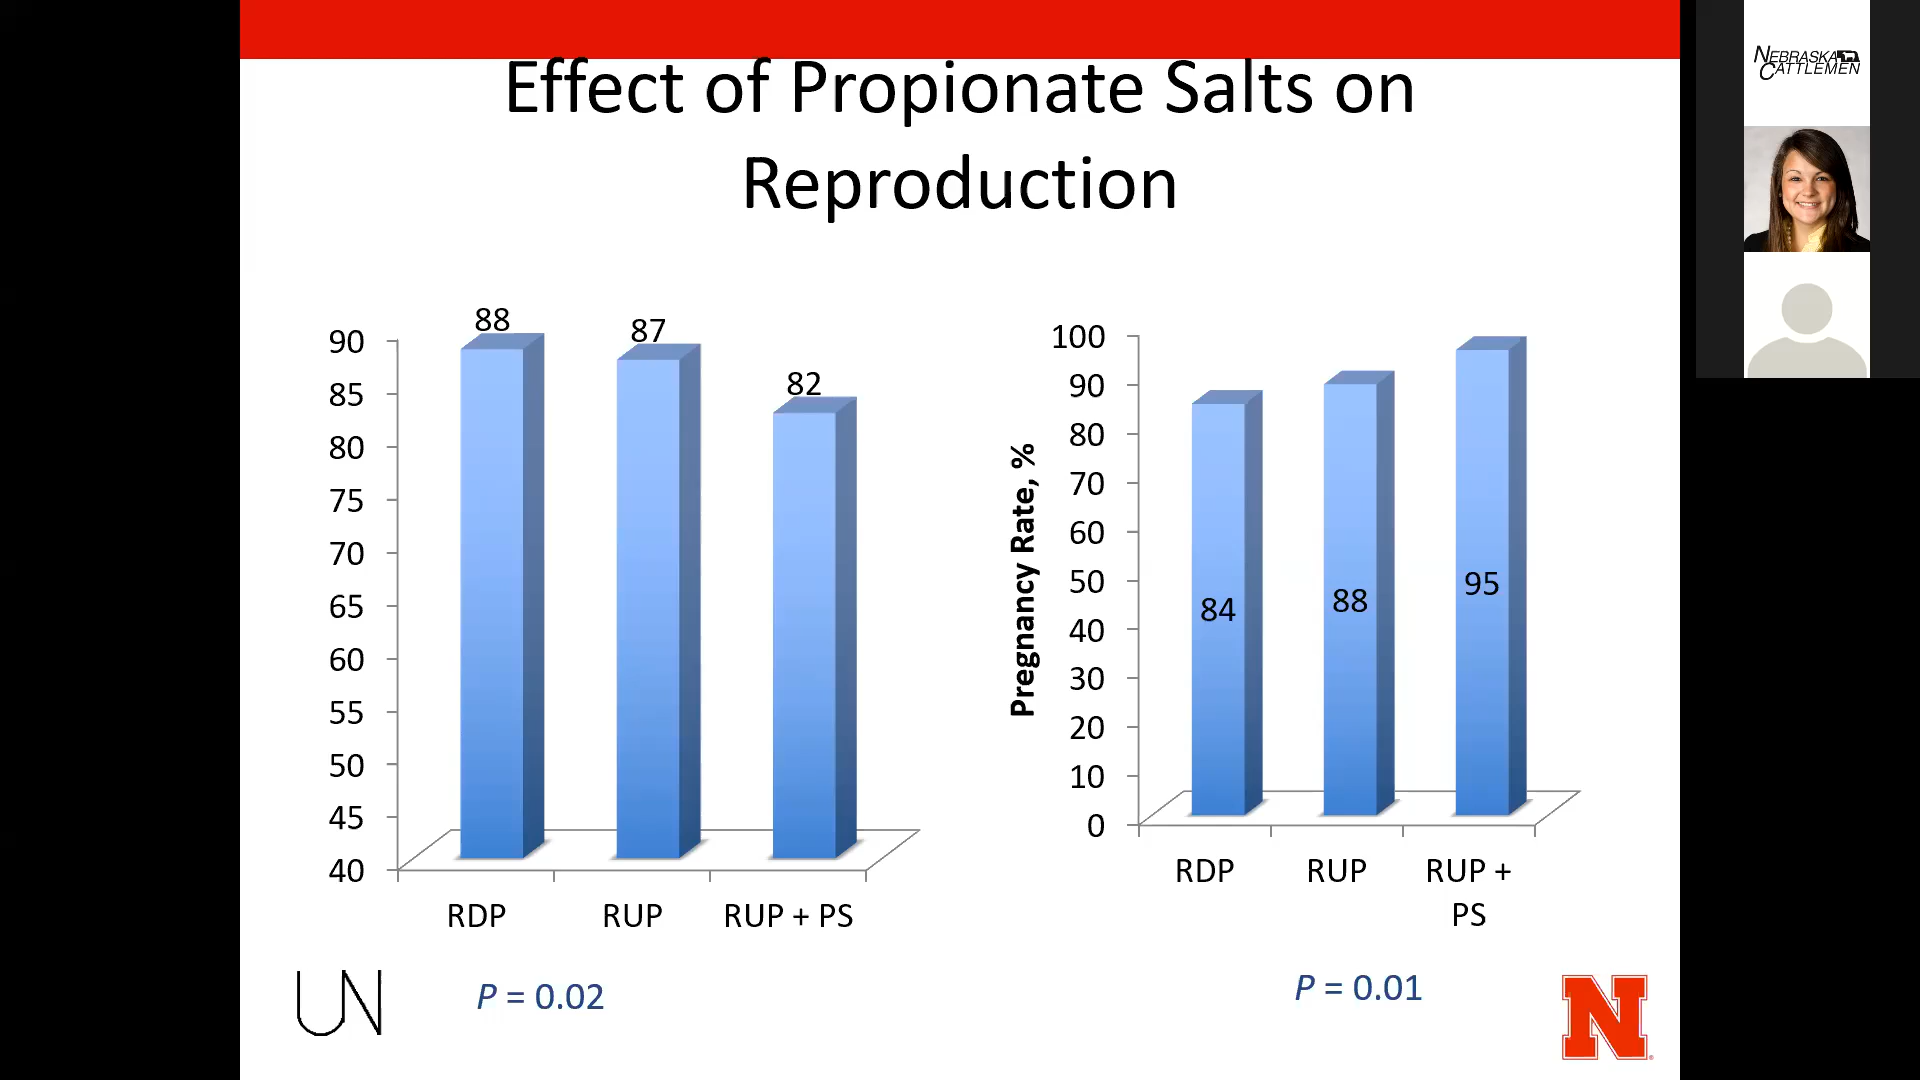 Effect of Propionate Salts on
Reproduction
90
85
80
75
70
65
60
55
50
45
40
88
87
82
RDP
RUP
RUP + PS
P = 0.02
Pregnancy Rate, %
100
90
80
70
60
50
40
30
20
10
0
84
88
95
RDP
RUP
RUP +
PS
P = 0.01
UN
N
NEBRASKA
CATTLEMEN